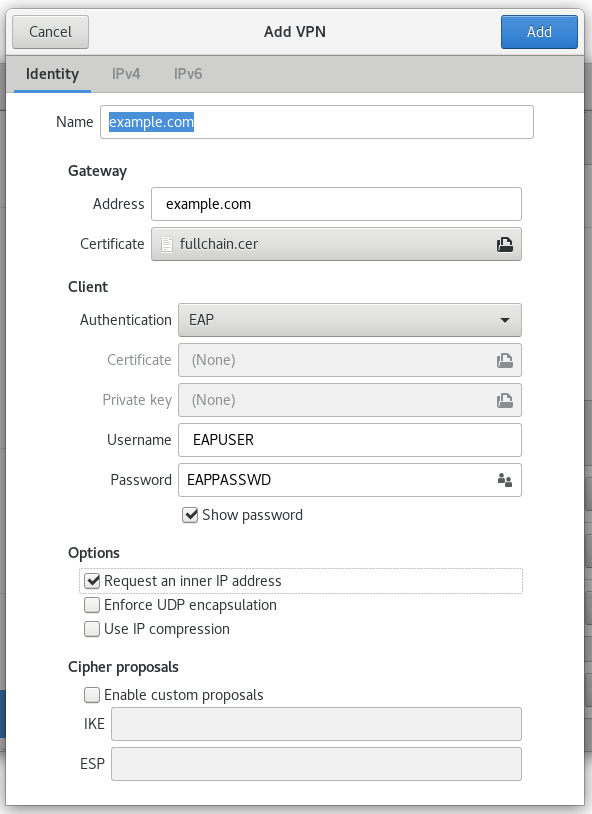 Cancel Add VPN Add
Identity IPv4 IPv6
Name example.com
Gateway
Address example.com
Certificate fullchain.cer
Client
Authentication EAP
Certificate (None)
Private key (None)
Username EAPUSER
Password EAPPASSWD
Show password
Options
Request an inner IP address
Enforce UDP encapsulation
Use IP compression
Cipher proposals
Enable custom proposals
IKE
ESP